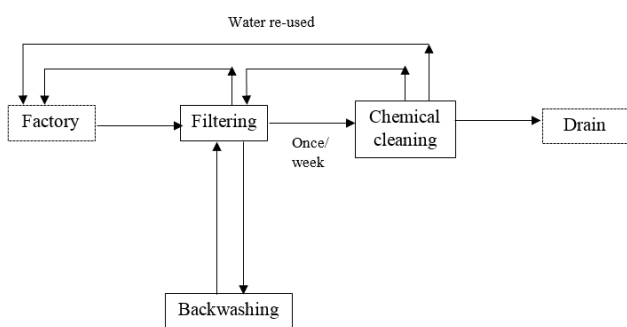 Water re-used
Factory
Filtering
Chemical
cleaning
Drain
Once/
week
Backwashing